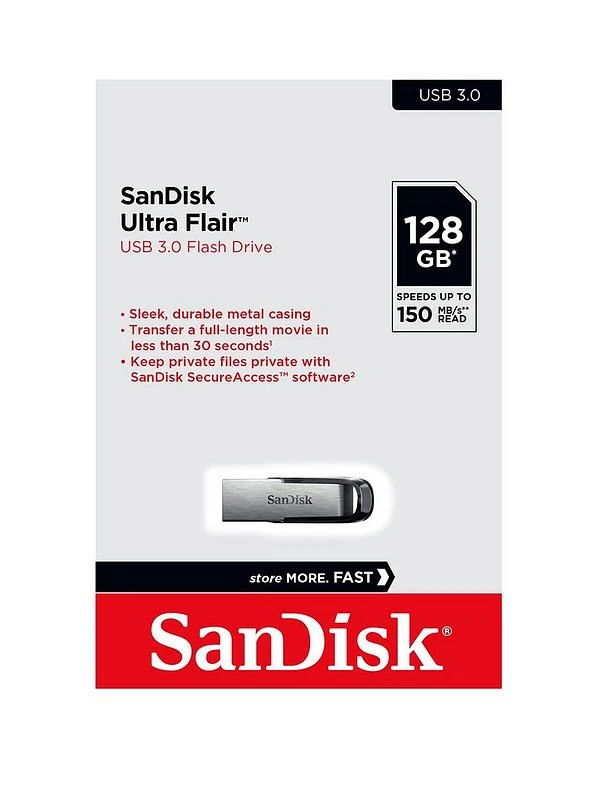 USB 3.0
SanDisk
Ultra Flair™
USB 3.0 Flash Drive
128
GB*
SPEEDS UP TO
150 MB/s**
READ
• Sleek, durable metal casing
• Transfer a full-length movie in
less than 30 seconds¹
• Keep private files private with
SanDisk SecureAccess™ software²
SanDisk
store MORE. FAST
SanDisk®